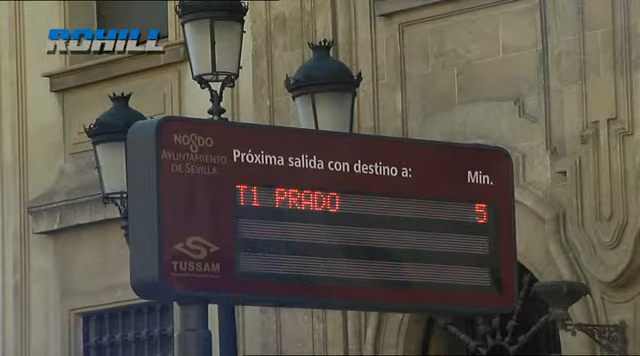 ROHILL
NO8DO
AYUNTAMIENTO
DE SEVILLA
Próxima salida con destino a:
Min.
T1 PRADO 5
TUSSAM